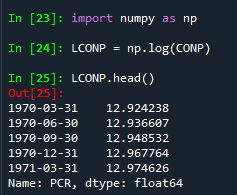 In [23]: import numpy as np
In [24]: LCONP = np.log(CONP)
In [25]: LCONP.head()
Out[25]:
1970-03-31    12.924238
1970-06-30    12.936607
1970-09-30    12.948532
1970-12-31    12.967764
1971-03-31    12.974626
Name: PCR, dtype: float64